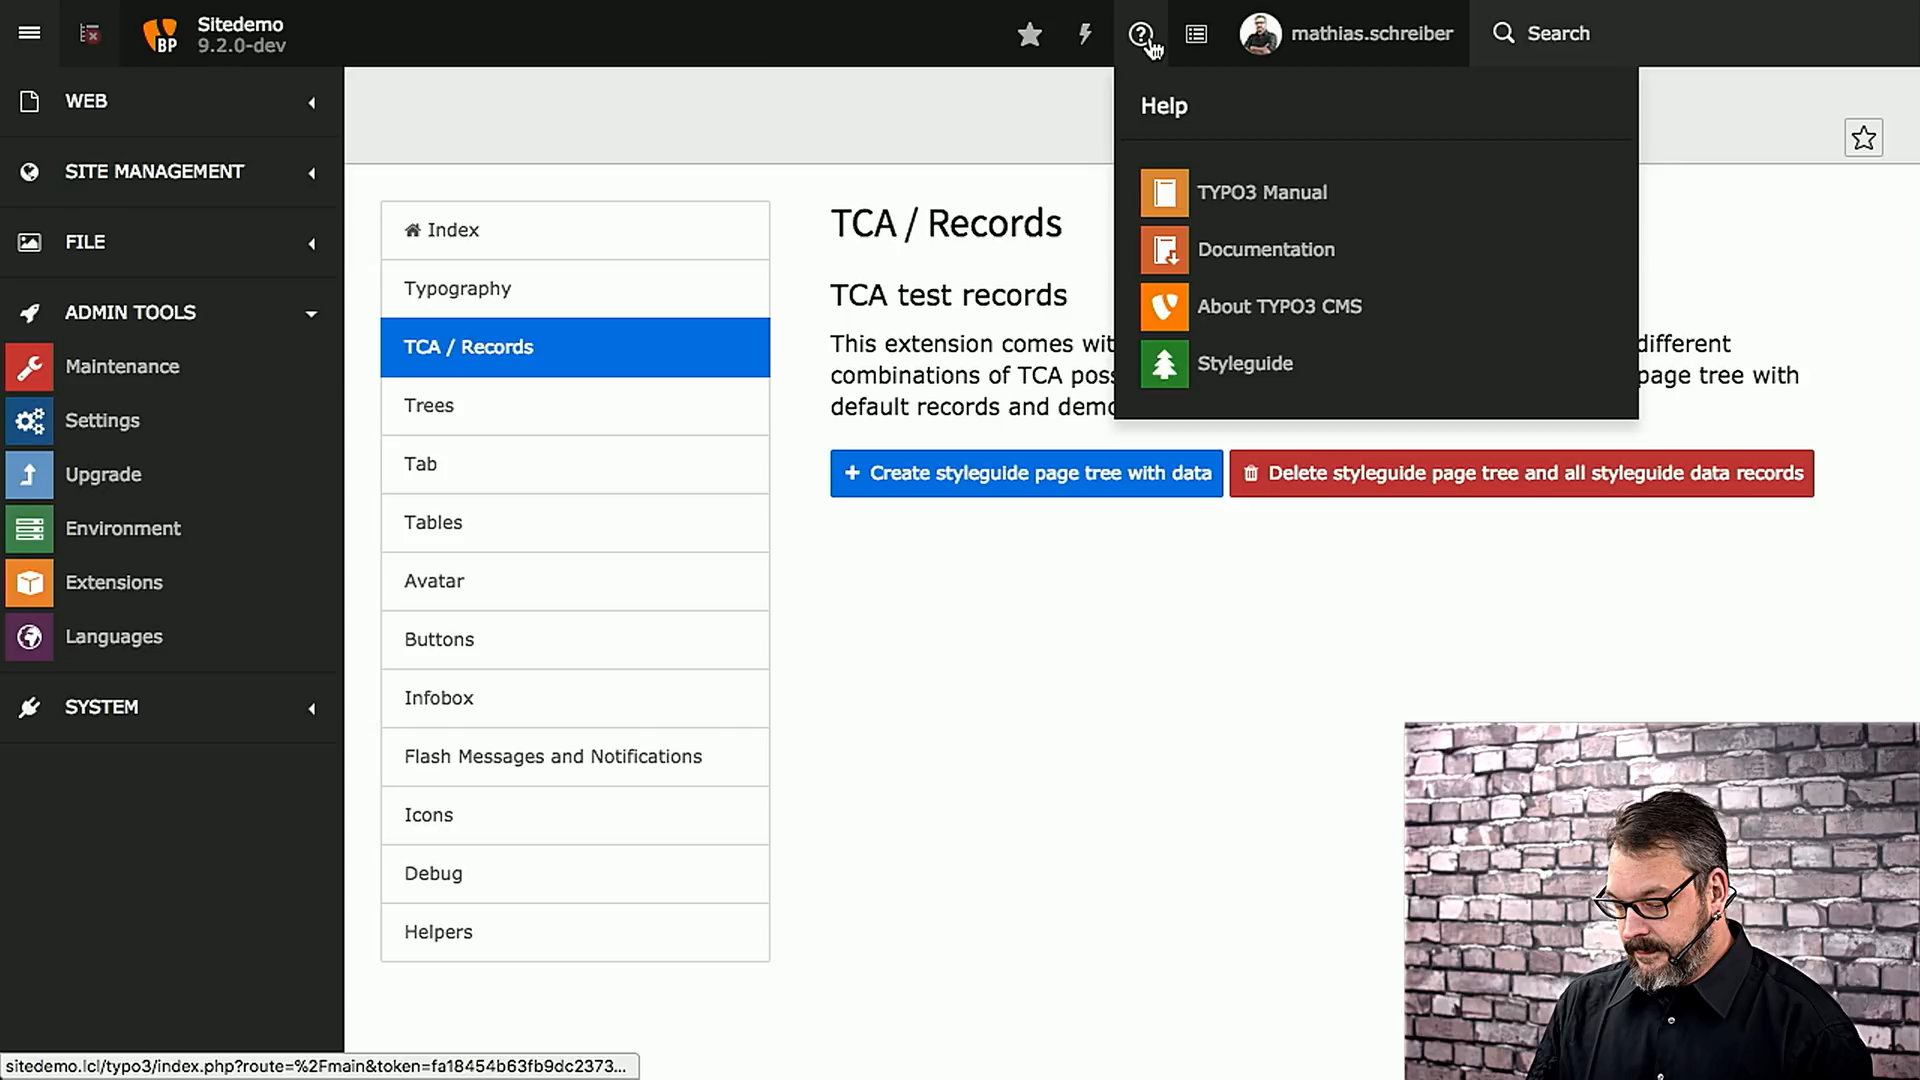 Sitedemo
9.2.0-dev
BP
mathias.schreiber
Search
WEB
SITE MANAGEMENT
FILE
ADMIN TOOLS
Maintenance
Settings
Upgrade
Environment
Extensions
Languages
SYSTEM
Index
Typography
TCA / Records
Trees
Tab
Tables
Avatar
Buttons
Infobox
Flash Messages and Notifications
Icons
Debug
Helpers
TCA / Records
TCA test records
This extension comes wit
different
combinations of TCA pos
page tree with
default records and demo
Create styleguide page tree with data
Delete styleguide page tree and all styleguide data records
Help
TYPO3 Manual
Documentation
About TYPO3 CMS
Styleguide
sitedemo.lcl/typo3/index.php?route=%2Fmain&token=fa18454b63fb9dc2373...